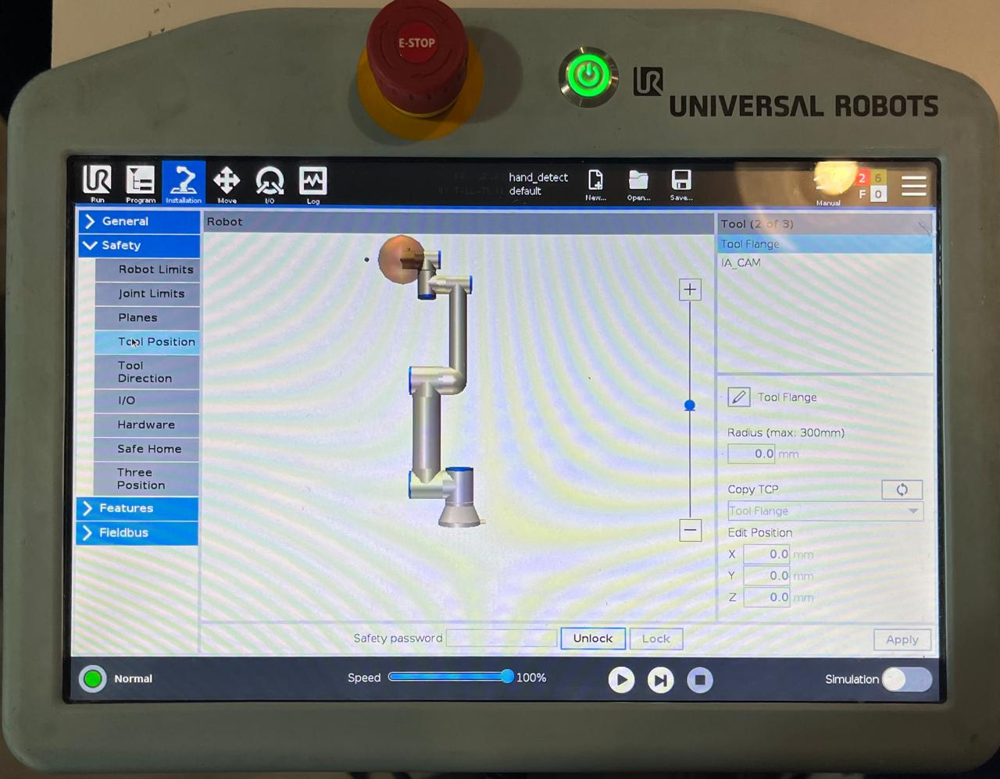 E-STOP
UR
UNIVERSAL ROBOTS
UR
Run
Program
Installation
Move
I/O
Log
hand_detect
default
New...
Open...
Save...
Manual
2 6
F 0
General
Safety
Robot Limits
Joint Limits
Planes
Tool Position
Tool
Direction
I/O
Hardware
Safe Home
Three
Position
Features
Fieldbus
Robot
Tool (2 of 3)
Tool Flange
IA_CAM
Tool Flange
Radius (max: 300mm)
0.0 mm
Copy TCP
Tool Flange
Edit Position
X 0.0 mm
Y 0.0 mm
Z 0.0 mm
Safety password
Unlock
Lock
Apply
Normal
Speed
100%
Simulation